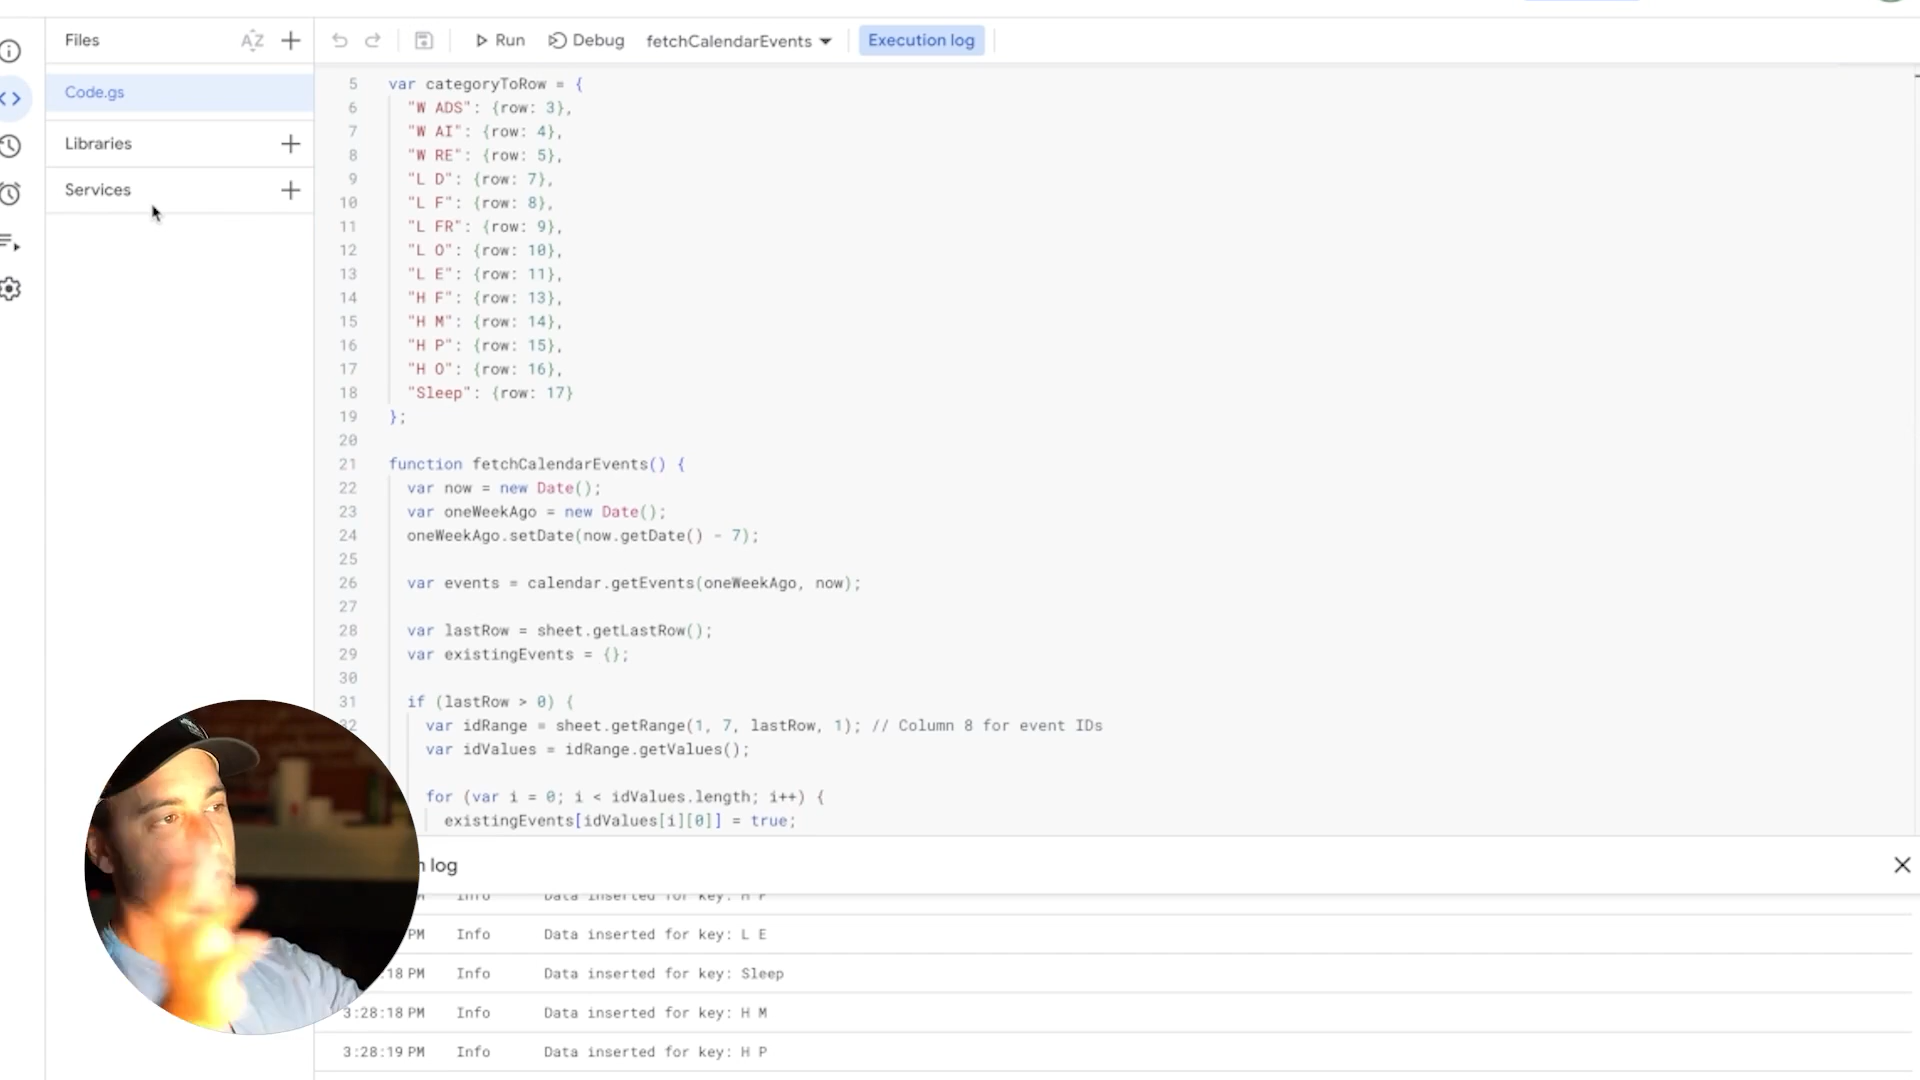 Files
Run Debug fetchCalendarEvents Execution log
Code.gs
Libraries
Services
5 var categoryToRow = {
6 "W ADS": {row: 3},
7 "W AI": {row: 4},
8 "W RE": {row: 5},
9 "L D": {row: 7},
10 "L F": {row: 8},
11 "L FR": {row: 9},
12 "L O": {row: 10},
13 "L E": {row: 11},
14 "H F": {row: 13},
15 "H M": {row: 14},
16 "H P": {row: 15},
17 "H O": {row: 16},
18 "Sleep": {row: 17}
19 };
20
21 function fetchCalendarEvents() {
22 var now = new Date();
23 var oneWeekAgo = new Date();
24 oneWeekAgo.setDate(now.getDate() - 7);
25
26 var events = calendar.getEvents(oneWeekAgo, now);
27
28 var lastRow = sheet.getLastRow();
29 var existingEvents = {};
30
31 if (lastRow > 0) {
32 var idRange = sheet.getRange(1, 7, lastRow, 1); // Column 8 for event IDs
var idValues = idRange.getValues();
for (var i = 0; i < idValues.length; i++) {
existingEvents[idValues[i][0]] = true;
log
Info Data inserted for key: H
PM Info Data inserted for key: L E
:18 PM Info Data inserted for key: Sleep
3:28:18 PM Info Data inserted for key: H M
3:28:19 PM Info Data inserted for key: H P